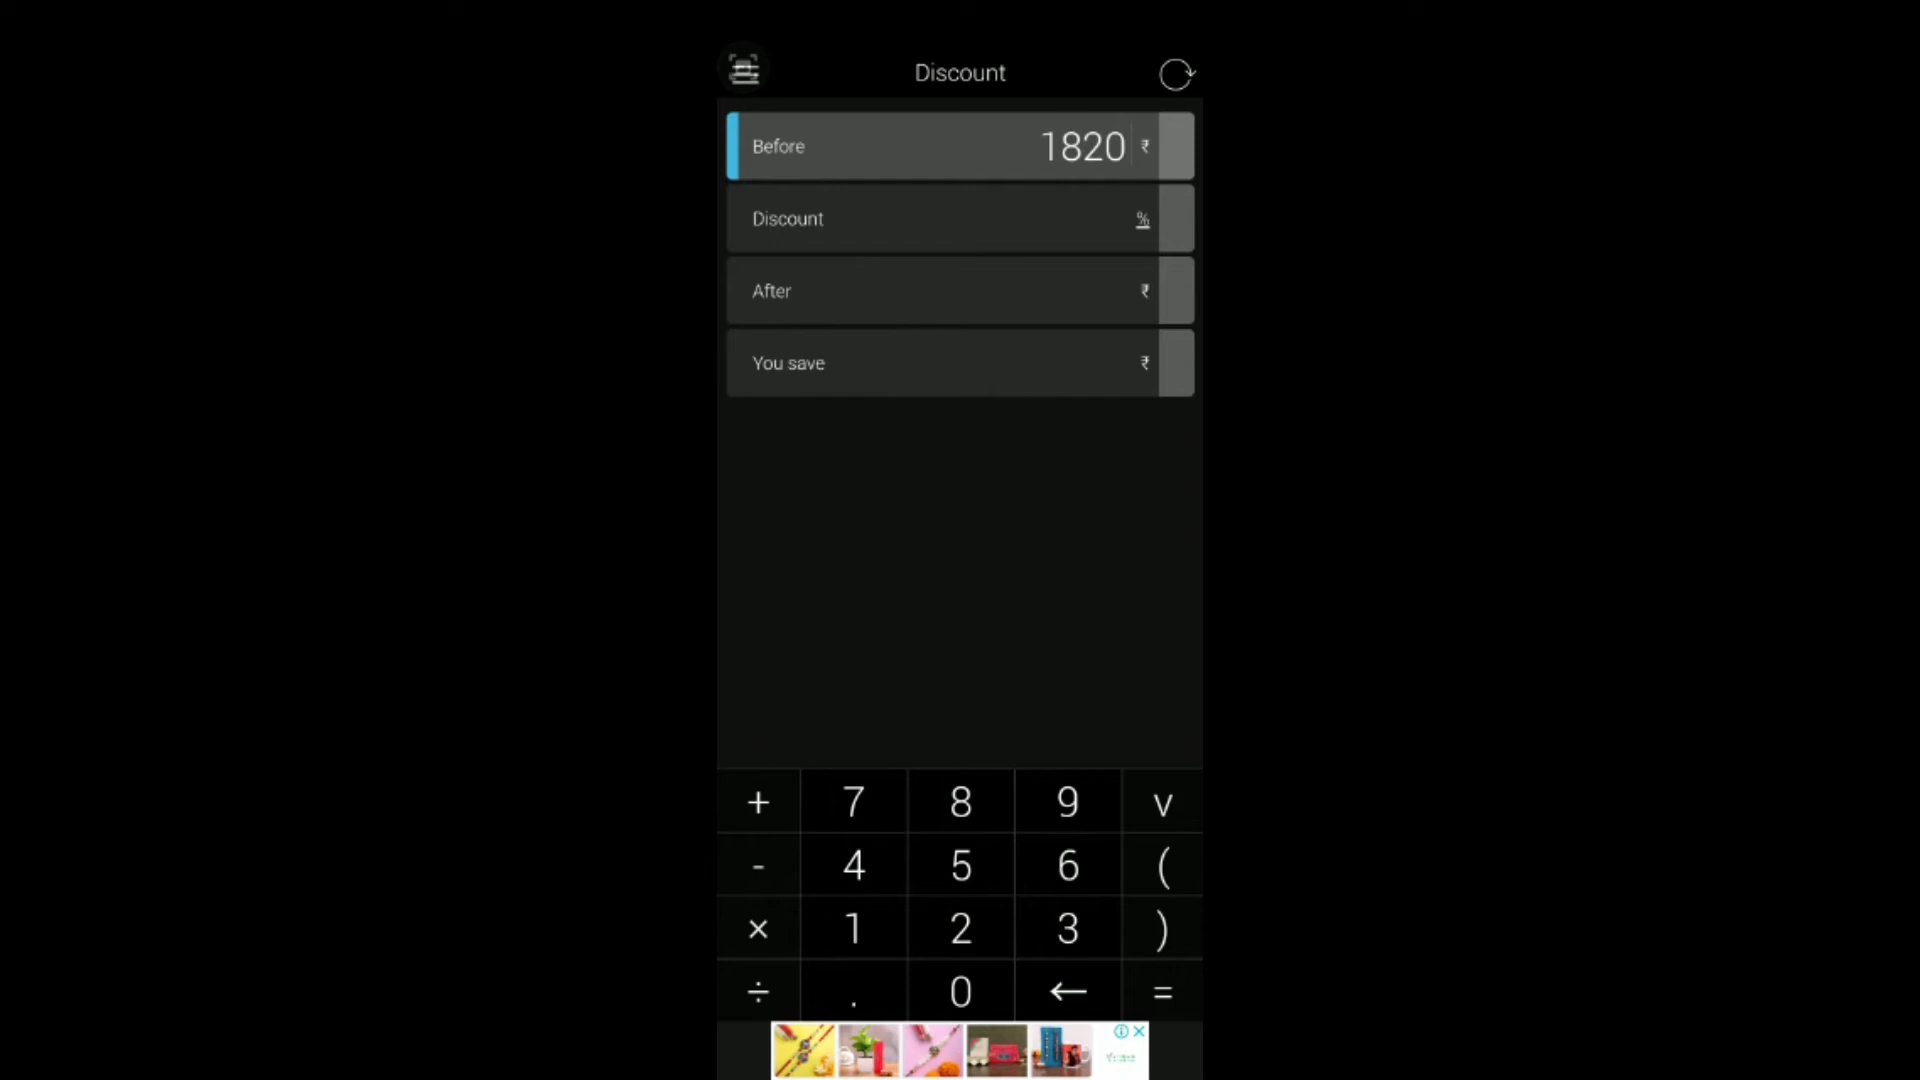 Discount
Before 1820 ₹
Discount %
After ₹
You save ₹
+ 7 8 9 v
- 4 5 6 (
× 1 2 3 )
÷ . 0 ← =